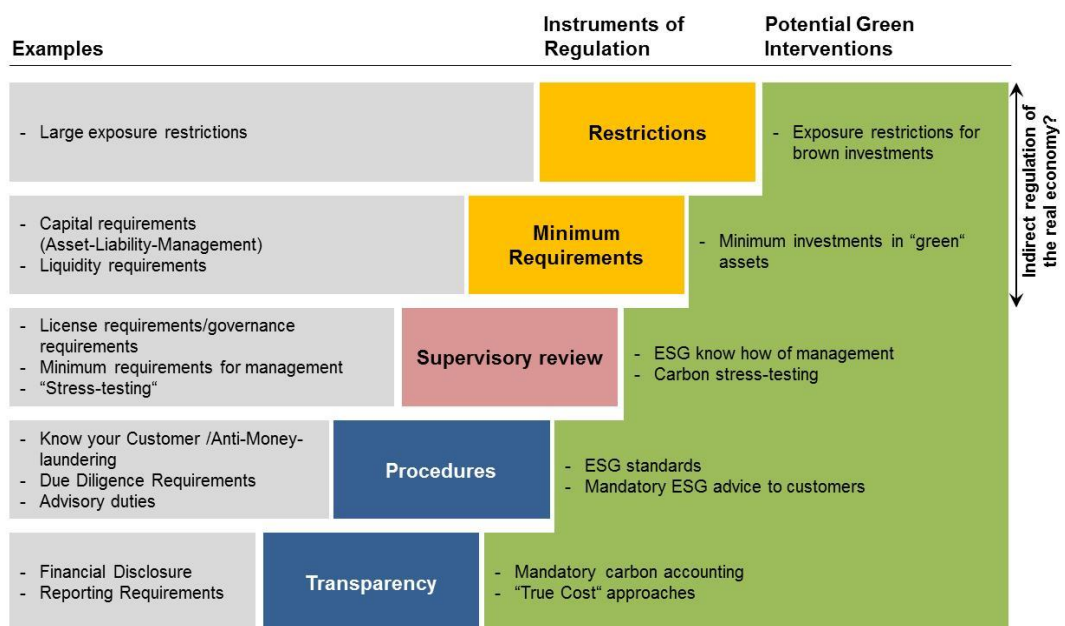 Examples
Instruments of
Regulation
Potential Green
Interventions
- Large exposure restrictions
Restrictions
- Exposure restrictions for
brown investments
- Capital requirements
(Asset-Liability-Management)
- Liquidity requirements
Minimum
Requirements
- Minimum investments in “green“
assets
- License requirements/governance
requirements
- Minimum requirements for management
- “Stress-testing“
Supervisory review
- ESG know how of management
- Carbon stress-testing
- Know your Customer /Anti-Money-
laundering
- Due Diligence Requirements
- Advisory duties
Procedures
- ESG standards
- Mandatory ESG advice to customers
- Financial Disclosure
- Reporting Requirements
Transparency
- Mandatory carbon accounting
- “True Cost“ approaches
Indirect regulation of
the real economy?